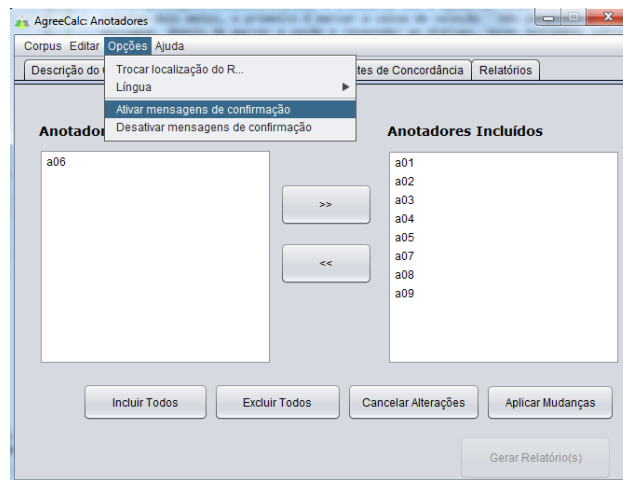 AgreeCalc: Anotadores
Corpus Editar Opções Ajuda
Descrição do
tes de Concordância Relatórios
Trocar localização do R...
Língua
Ativar mensagens de confirmação
Desativar mensagens de confirmação
Anotado
Anotadores Incluídos
a06
a01
a02
a03
a04
a05
a07
a08
a09
>>
<<
Incluir Todos Excluir Todos Cancelar Alterações Aplicar Mudanças
Gerar Relatório(s)